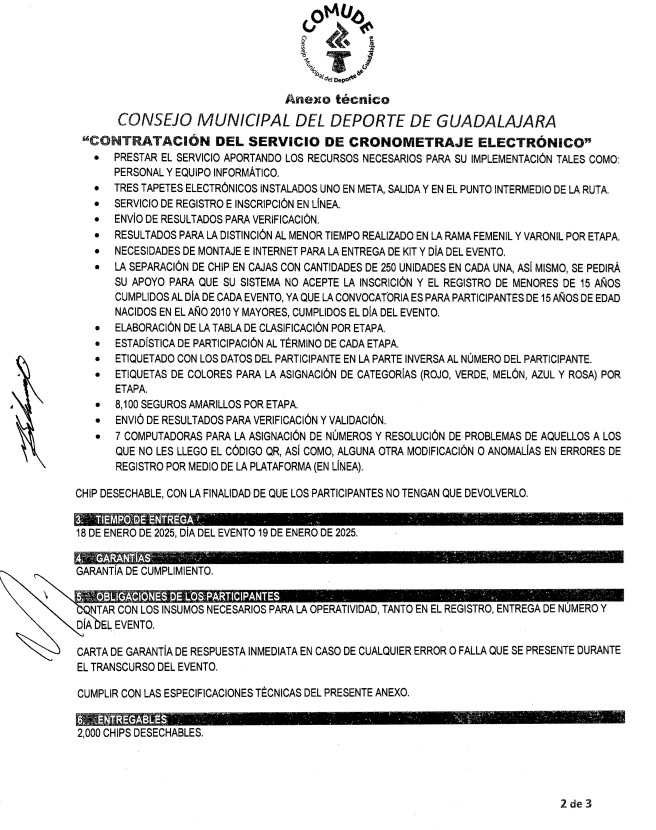 COMUDE
Consejo Municipal del Deporte de Guadalajara
Anexo técnico
CONSEJO MUNICIPAL DEL DEPORTE DE GUADALAJARA
“CONTRATACIÓN DEL SERVICIO DE CRONOMETRAJE ELECTRÓNICO”
• PRESTAR EL SERVICIO APORTANDO LOS RECURSOS NECESARIOS PARA SU IMPLEMENTACIÓN TALES COMO:
PERSONAL Y EQUIPO INFORMÁTICO.
• TRES TAPETES ELECTRÓNICOS INSTALADOS UNO EN META, SALIDA Y EN EL PUNTO INTERMEDIO DE LA RUTA.
• SERVICIO DE REGISTRO E INSCRIPCIÓN EN LÍNEA.
• ENVÍO DE RESULTADOS PARA VERIFICACIÓN.
• RESULTADOS PARA LA DISTINCIÓN AL MENOR TIEMPO REALIZADO EN LA RAMA FEMENIL Y VARONIL POR ETAPA.
• NECESIDADES DE MONTAJE E INTERNET PARA LA ENTREGA DE KIT Y DÍA DEL EVENTO.
• LA SEPARACIÓN DE CHIP EN CAJAS CON CANTIDADES DE 250 UNIDADES EN CADA UNA, ASÍ MISMO, SE PEDIRÁ
SU APOYO PARA QUE SU SISTEMA NO ACEPTE LA INSCRICIÓN Y EL REGISTRO DE MENORES DE 15 AÑOS
CUMPLIDOS AL DÍA DE CADA EVENTO, YA QUE LA CONVOCATORIA ES PARA PARTICIPANTES DE 15 AÑOS DE EDAD
NACIDOS EN EL AÑO 2010 Y MAYORES, CUMPLIDOS EL DÍA DEL EVENTO.
• ELABORACIÓN DE LA TABLA DE CLASIFICACIÓN POR ETAPA.
• ESTADÍSTICA DE PARTICIPACIÓN AL TÉRMINO DE CADA ETAPA.
• ETIQUETADO CON LOS DATOS DEL PARTICIPANTE EN LA PARTE INVERSA AL NÚMERO DEL PARTICIPANTE.
• ETIQUETAS DE COLORES PARA LA ASIGNACIÓN DE CATEGORÍAS (ROJO, VERDE, MELÓN, AZUL Y ROSA) POR
ETAPA.
• 8,100 SEGUROS AMARILLOS POR ETAPA.
• ENVIÓ DE RESULTADOS PARA VERIFICACIÓN Y VALIDACIÓN.
• 7 COMPUTADORAS PARA LA ASIGNACIÓN DE NÚMEROS Y RESOLUCIÓN DE PROBLEMAS DE AQUELLOS A LOS
QUE NO LES LLEGO EL CÓDIGO QR, ASÍ COMO, ALGUNA OTRA MODIFICACIÓN O ANOMALÍAS EN ERRORES DE
REGISTRO POR MEDIO DE LA PLATAFORMA (EN LÍNEA).
CHIP DESECHABLE, CON LA FINALIDAD DE QUE LOS PARTICIPANTES NO TENGAN QUE DEVOLVERLO.
3. TIEMPO DE ENTREGA
18 DE ENERO DE 2025, DÍA DEL EVENTO 19 DE ENERO DE 2025.
4. GARANTÍAS
GARANTÍA DE CUMPLIMIENTO.
5. OBLIGACIONES DE LOS PARTICIPANTES
CONTAR CON LOS INSUMOS NECESARIOS PARA LA OPERATIVIDAD, TANTO EN EL REGISTRO, ENTREGA DE NÚMERO Y
DÍA DEL EVENTO.
CARTA DE GARANTÍA DE RESPUESTA INMEDIATA EN CASO DE CUALQUIER ERROR O FALLA QUE SE PRESENTE DURANTE
EL TRANSCURSO DEL EVENTO.
CUMPLIR CON LAS ESPECIFICACIONES TÉCNICAS DEL PRESENTE ANEXO.
6. ENTREGABLES
2,000 CHIPS DESECHABLES.
2 de 3